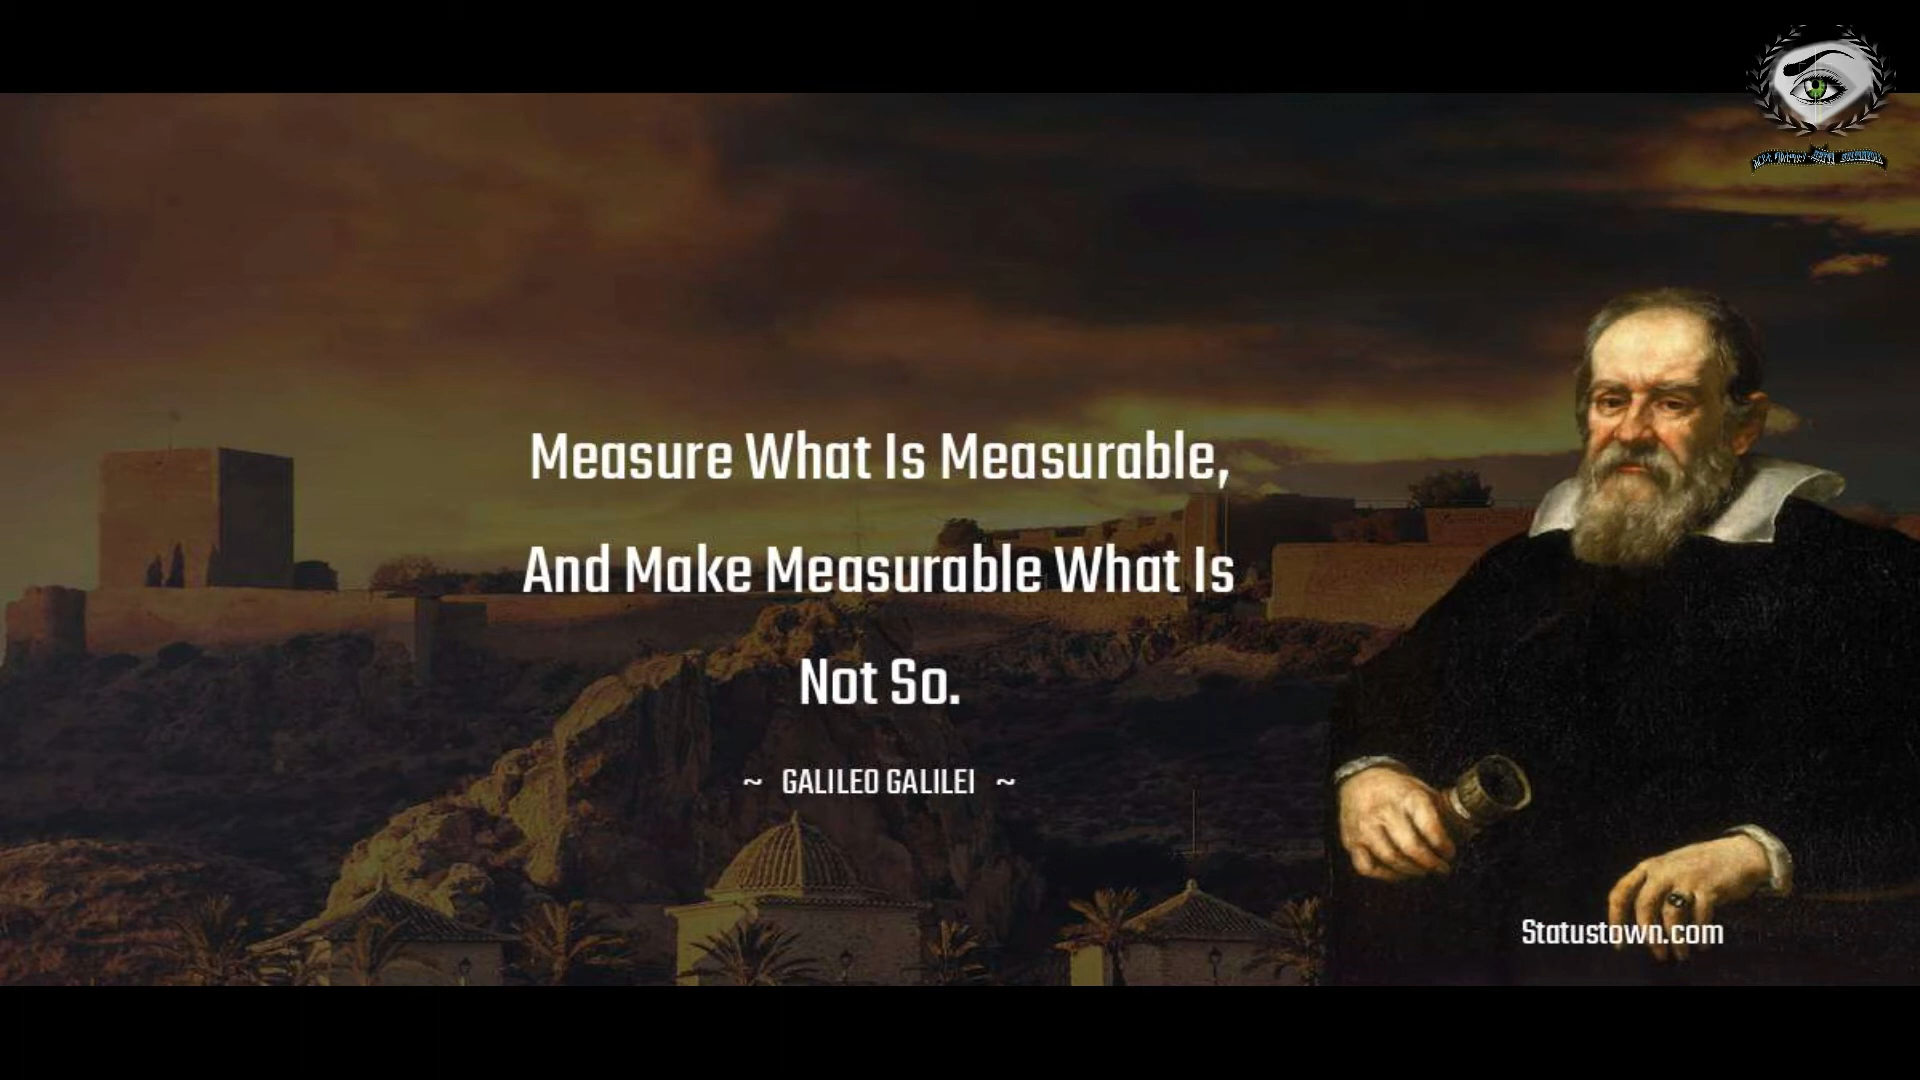 Measure What Is Measurable,
And Make Measurable What Is
Not So.
~ GALILEO GALILEI ~
Statustown.com